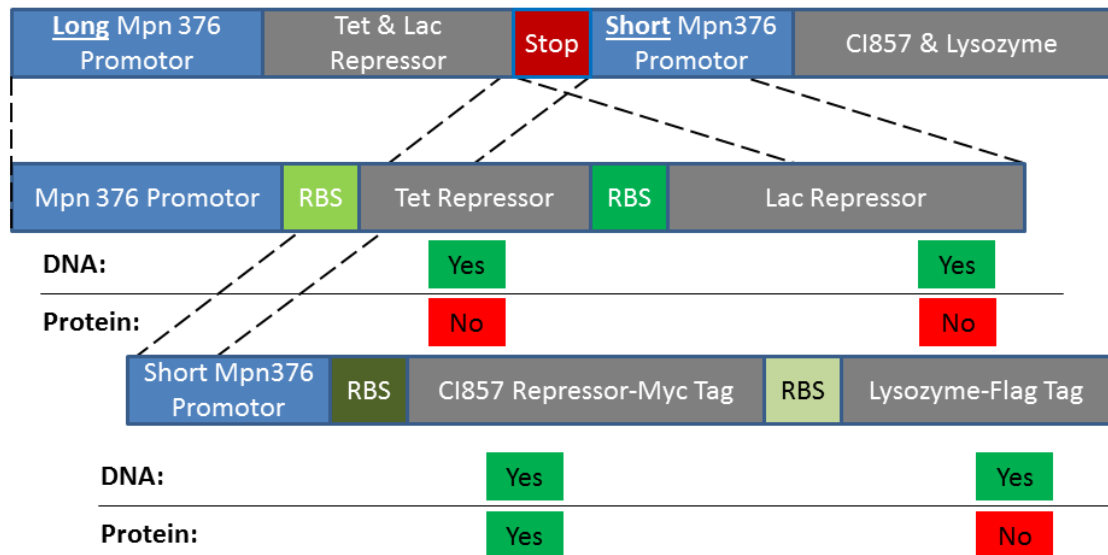 Long Mpn 376 Promotor
Tet & Lac Repressor
Stop
Short Mpn376 Promotor
CI857 & Lysozyme
Mpn 376 Promotor
RBS
Tet Repressor
RBS
Lac Repressor
DNA:
Yes
Yes
Protein:
No
No
Short Mpn376 Promotor
RBS
CI857 Repressor-Myc Tag
RBS
Lysozyme-Flag Tag
DNA:
Yes
Yes
Protein:
Yes
No